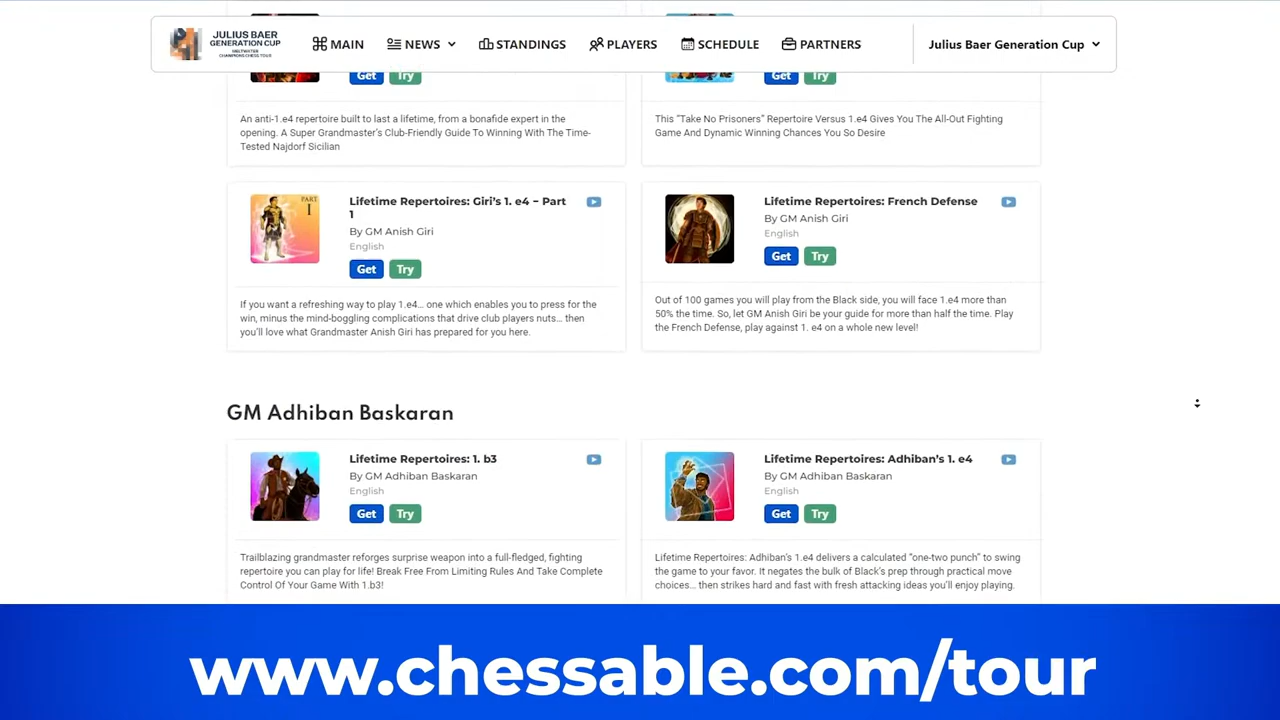 JULIUS BAER
GENERATION CUP
MELTWATER
CHAMPIONS CHESS TOUR
MAIN
NEWS
STANDINGS
PLAYERS
SCHEDULE
PARTNERS
Julius Baer Generation Cup
Get
Try
Get
Try
An anti-1.e4 repertoire built to last a lifetime, from a bonafide expert in the
opening. A Super Grandmaster's Club-Friendly Guide To Winning With The Time-
Tested Najdorf Sicilian
This "Take No Prisoners" Repertoire Versus 1.e4 Gives You The All-Out Fighting
Game And Dynamic Winning Chances You So Desire
PART
I
Lifetime Repertoires: Giri's 1. e4 – Part
1
By GM Anish Giri
English
Get
Try
If you want a refreshing way to play 1.e4... one which enables you to press for the
win, minus the mind-boggling complications that drive club players nuts... then
you'll love what Grandmaster Anish Giri has prepared for you here.
Lifetime Repertoires: French Defense
By GM Anish Giri
English
Get
Try
Out of 100 games you will play from the Black side, you will face 1.e4 more than
50% the time. So, let GM Anish Giri be your guide for more than half the time. Play
the French Defense, play against 1. e4 on a whole new level!
GM Adhiban Baskaran
Lifetime Repertoires: 1. b3
By GM Adhiban Baskaran
English
Get
Try
Trailblazing grandmaster reforges surprise weapon into a full-fledged, fighting
repertoire you can play for life! Break Free From Limiting Rules And Take Complete
Control Of Your Game With 1.b3!
Lifetime Repertoires: Adhiban's 1. e4
By GM Adhiban Baskaran
English
Get
Try
Lifetime Repertoires: Adhiban's 1.e4 delivers a calculated "one-two punch" to swing
the game to your favor. It negates the bulk of Black's prep through practical move
choices... then strikes hard and fast with fresh attacking ideas you'll enjoy playing.
www.chessable.com/tour